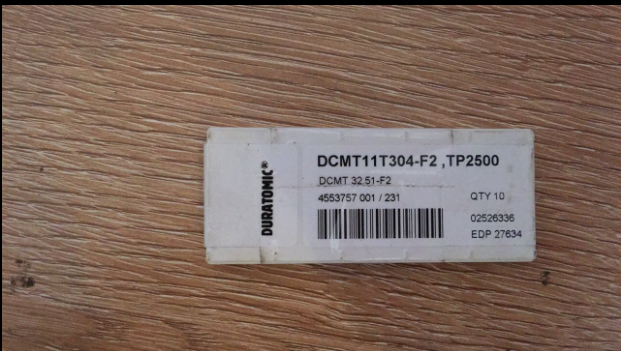 DURATOMIC®
DCMT11T304-F2 ,TP2500
DCMT 32.51-F2
4553757 001 / 231
QTY 10
02526336
EDP 27634